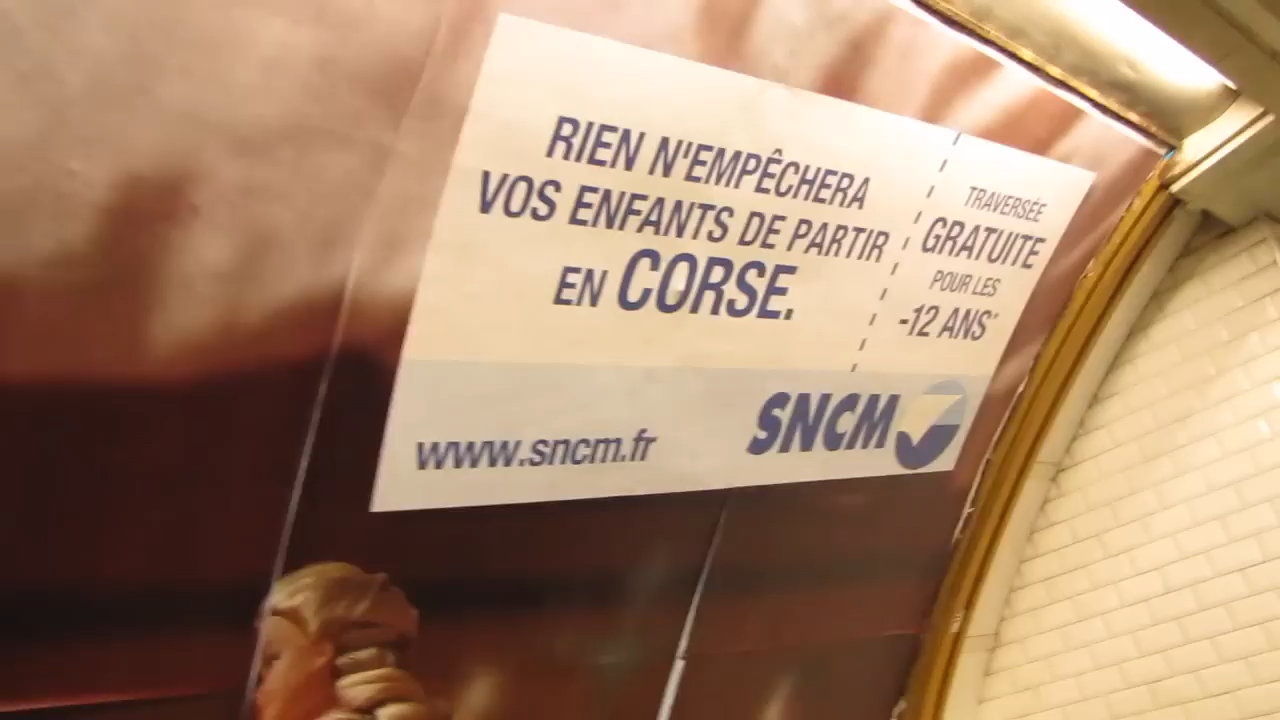 RIEN N'EMPÊCHERA
VOS ENFANTS DE PARTIR
EN CORSE.
TRAVERSÉE
GRATUITE
POUR LES
-12 ANS*
www.sncm.fr
SNCM